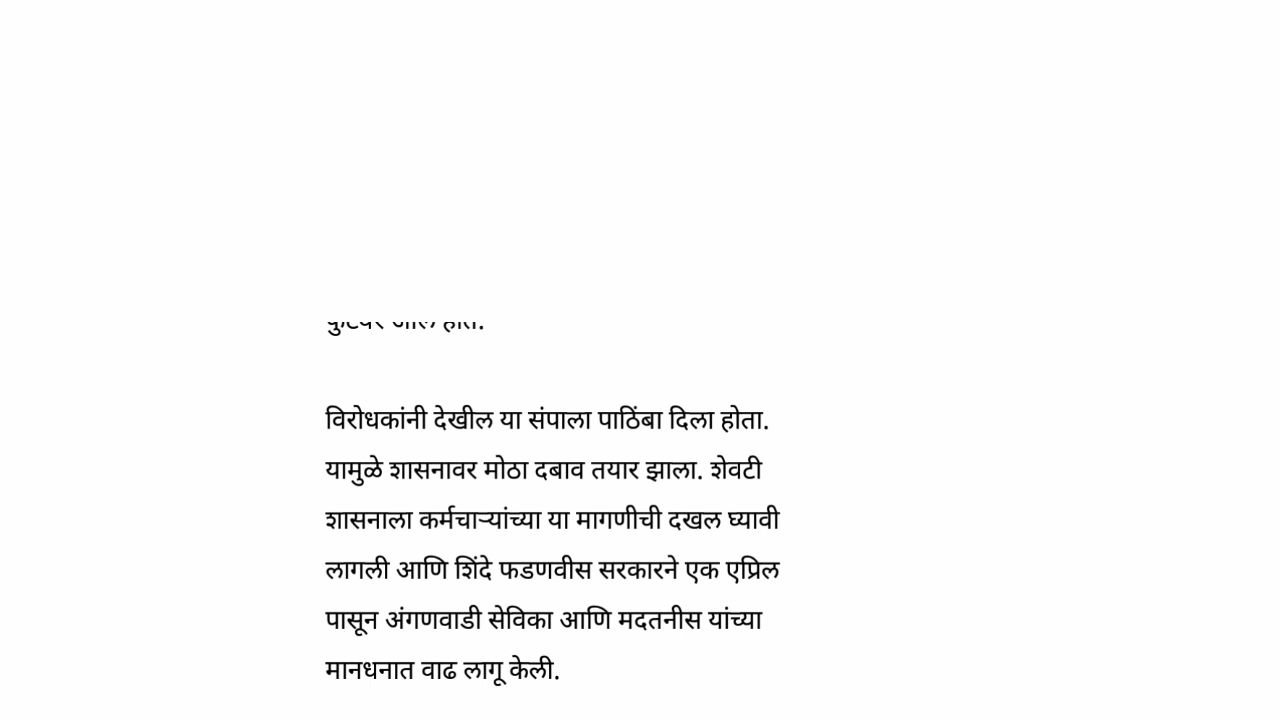 विरोधकांनी देखील या संपाला पाठिंबा दिला होता.
यामुळे शासनावर मोठा दबाव तयार झाला. शेवटी
शासनाला कर्मचाऱ्यांच्या या मागणीची दखल घ्यावी
लागली आणि शिंदे फडणवीस सरकारने एक एप्रिल
पासून अंगणवाडी सेविका आणि मदतनीस यांच्या
मानधनात वाढ लागू केली.